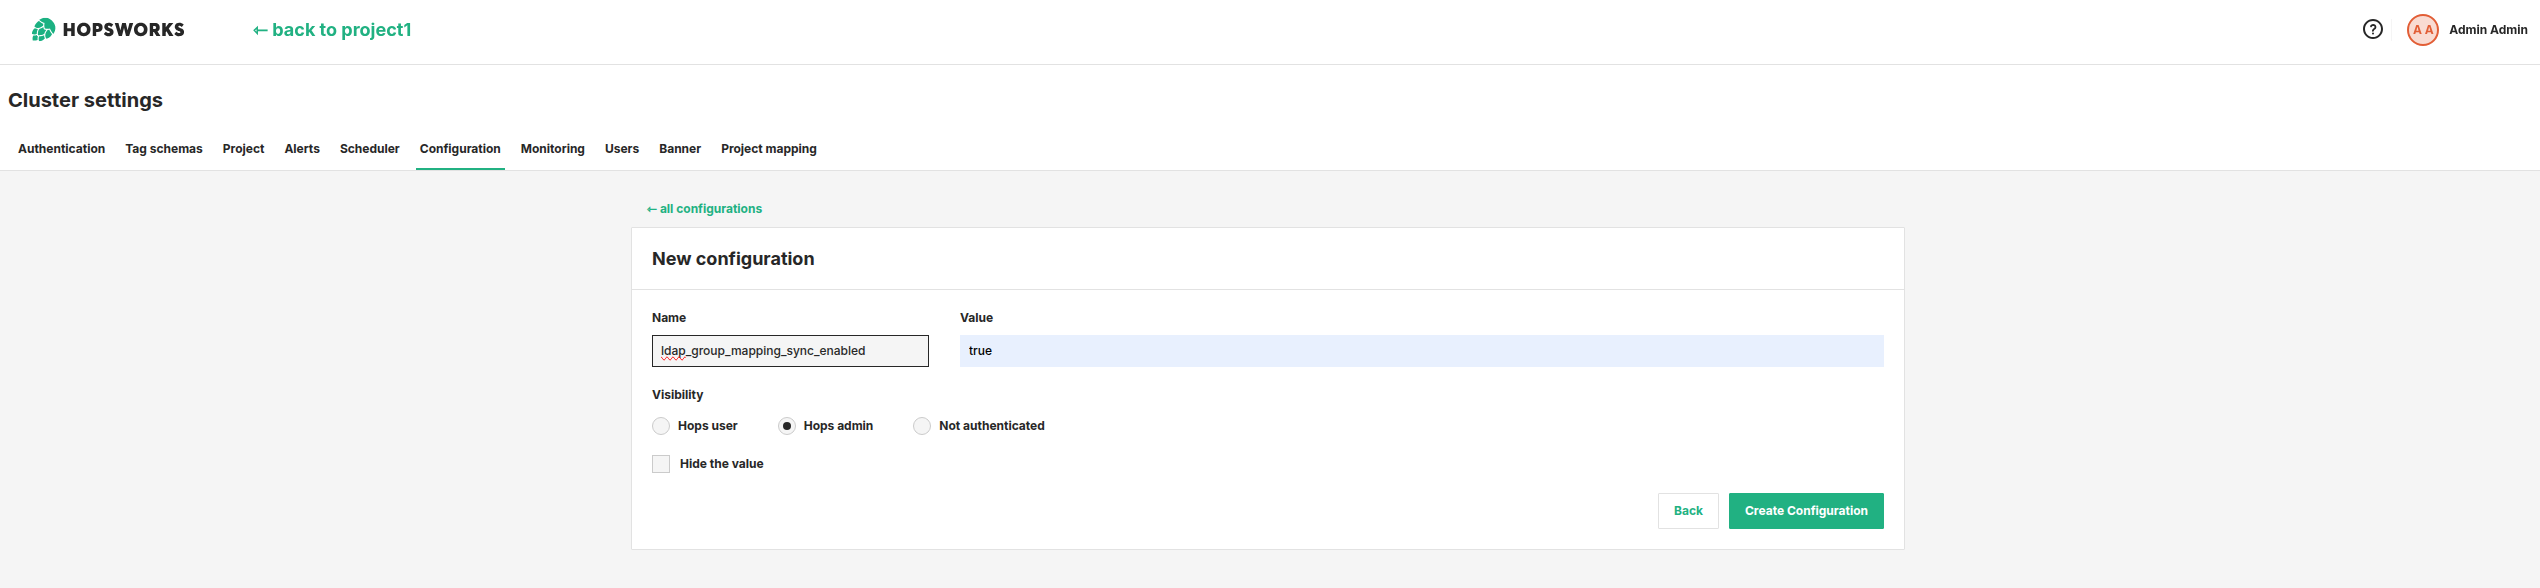 HOPSWORKS
← back to project1
?
A A
Admin Admin
Cluster settings
Authentication Tag schemas Project Alerts Scheduler Configuration Monitoring Users Banner Project mapping
← all configurations
New configuration
Name Value
ldap_group_mapping_sync_enabled true
Visibility
Hops user Hops admin Not authenticated
Hide the value
Back Create Configuration